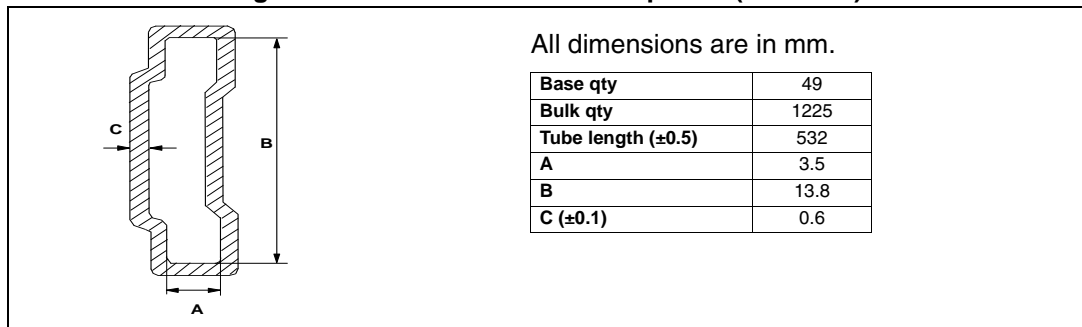 C
B
A
All dimensions are in mm.
Base qty 49
Bulk qty 1225
Tube length (±0.5) 532
A 3.5
B 13.8
C (±0.1) 0.6